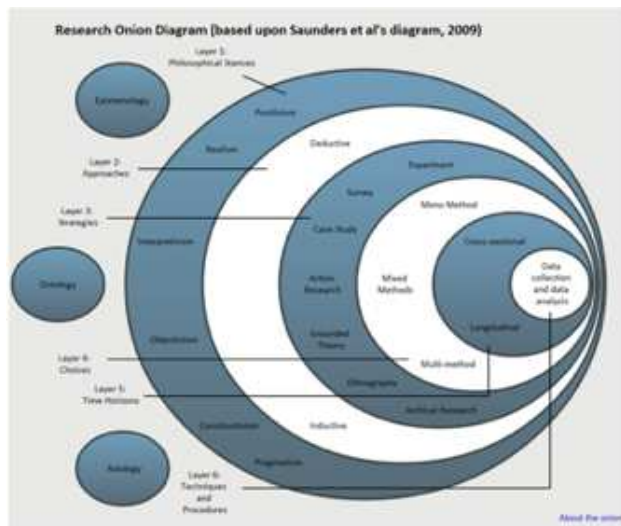 Research Onion Diagram (based upon Saunders et al's diagram, 2009)
Layer 1:
Philosophical Stances
Epistemology
Positivism
Realism
Deductive
Layer 2:
Approaches
Experiment
Survey
Mono Method
Layer 3:
Strategies
Case Study
Interpretivism
Cross-sectional
Ontology
Action
Research
Mixed
Methods
Data
collection
and data
analysis
Objectivism
Grounded
Theory
Longitudinal
Layer 4:
Choices
Multi-method
Layer 5:
Time Horizons
Ethnography
Archival Research
Constructivism
Inductive
Axiology
Pragmatism
Layer 6:
Techniques
and
Procedures
About the onion